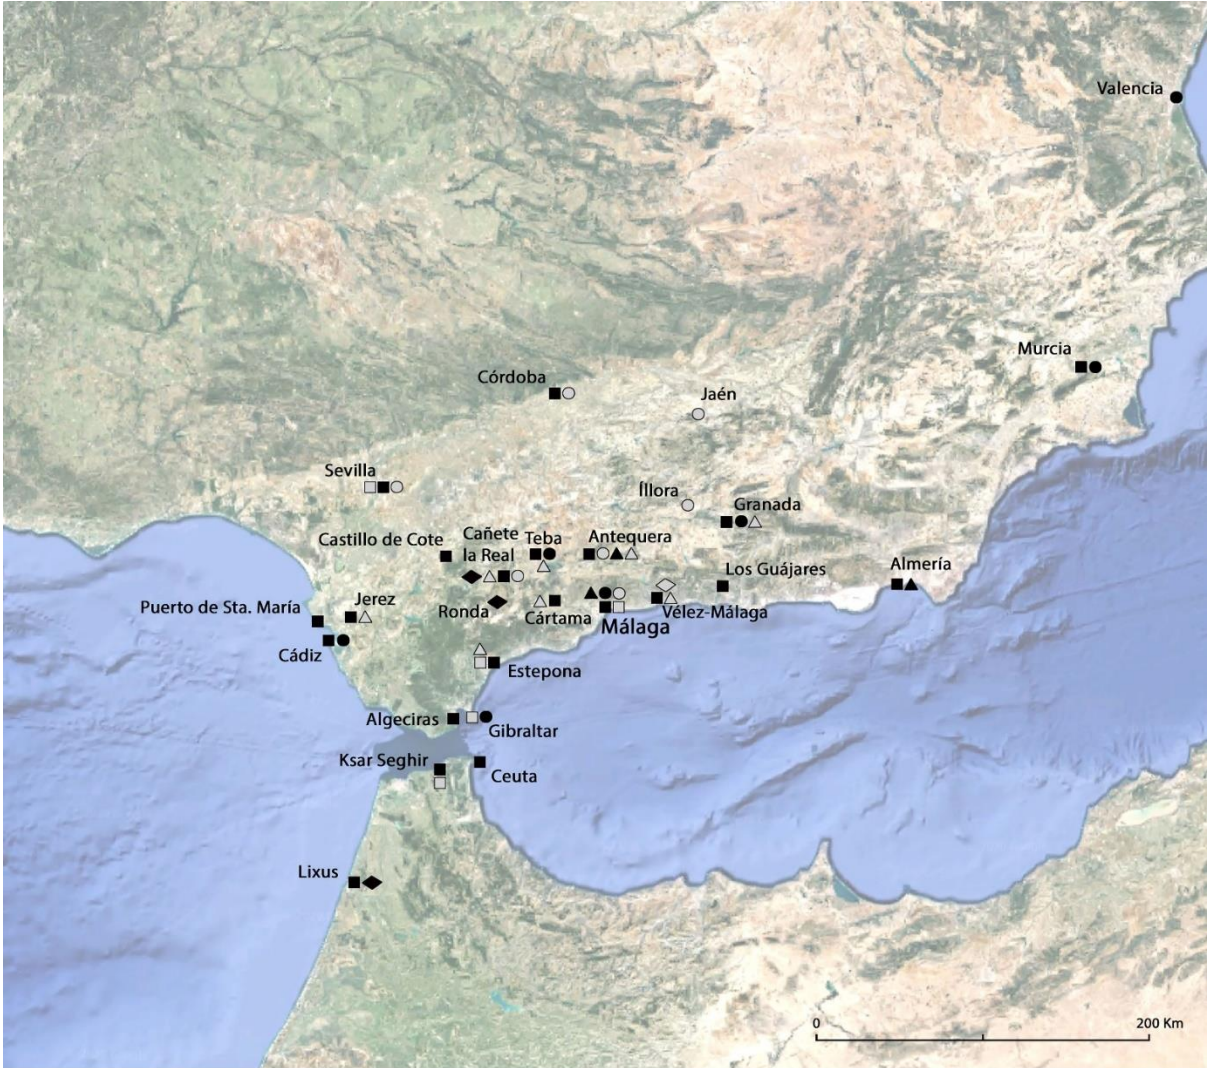 Valencia
Murcia
Córdoba
Jaén
Sevilla
Íllora
Granada
Castillo de Cote
Cañete
la Real
Teba
Antequera
Almería
Los Guájares
Puerto de Sta. María
Jerez
Ronda
Cártama
Málaga
Vélez-Málaga
Cádiz
Estepona
Algeciras
Gibraltar
Ksar Seghir
Ceuta
Lixus
0
200 Km